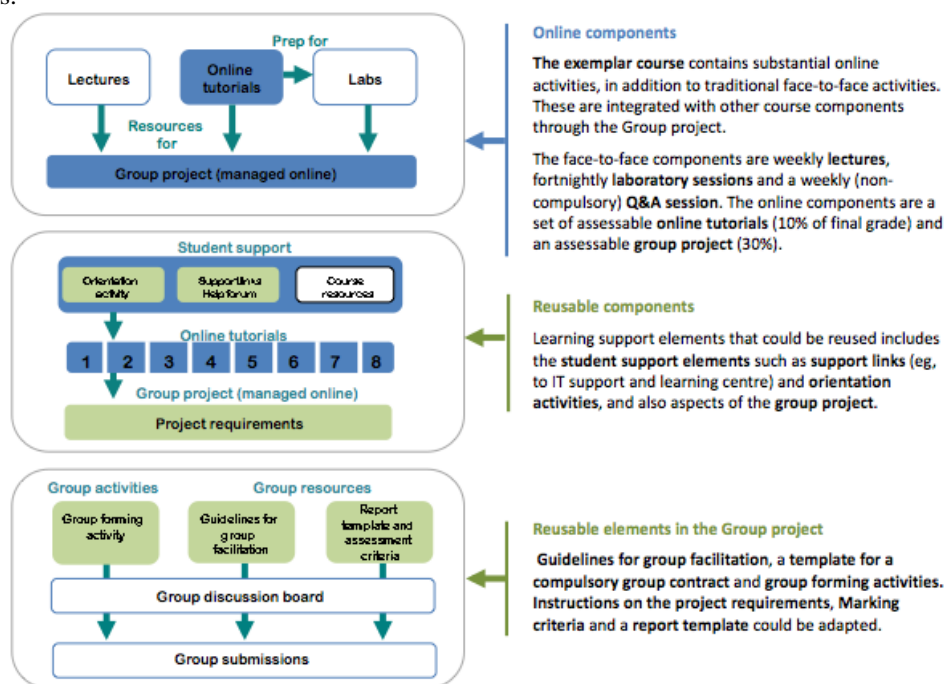 s.
Prep for
Lectures
Online
tutorials
Labs
Resources
for
Group project (managed online)
Online components
The exemplar course contains substantial online
activities, in addition to traditional face-to-face activities.
These are integrated with other course components
through the Group project.
The face-to-face components are weekly lectures,
fortnightly laboratory sessions and a weekly (non-
compulsory) Q&A session. The online components are a
set of assessable online tutorials (10% of final grade) and
an assessable group project (30%).
Student support
Orientation
activity
Support links
Help forum
Course
resources
Online tutorials
1 2 3 4 5 6 7 8
Group project (managed online)
Project requirements
Reusable components
Learning support elements that could be reused includes
the student support elements such as support links (eg,
to IT support and learning centre) and orientation
activities, and also aspects of the group project.
Group activities
Group resources
Group forming
activity
Guidelines for
group
facilitation
Report
template and
assessment
criteria
Group discussion board
Group submissions
Reusable elements in the Group project
Guidelines for group facilitation, a template for a
compulsory group contract and group forming activities.
Instructions on the project requirements, Marking
criteria and a report template could be adapted.